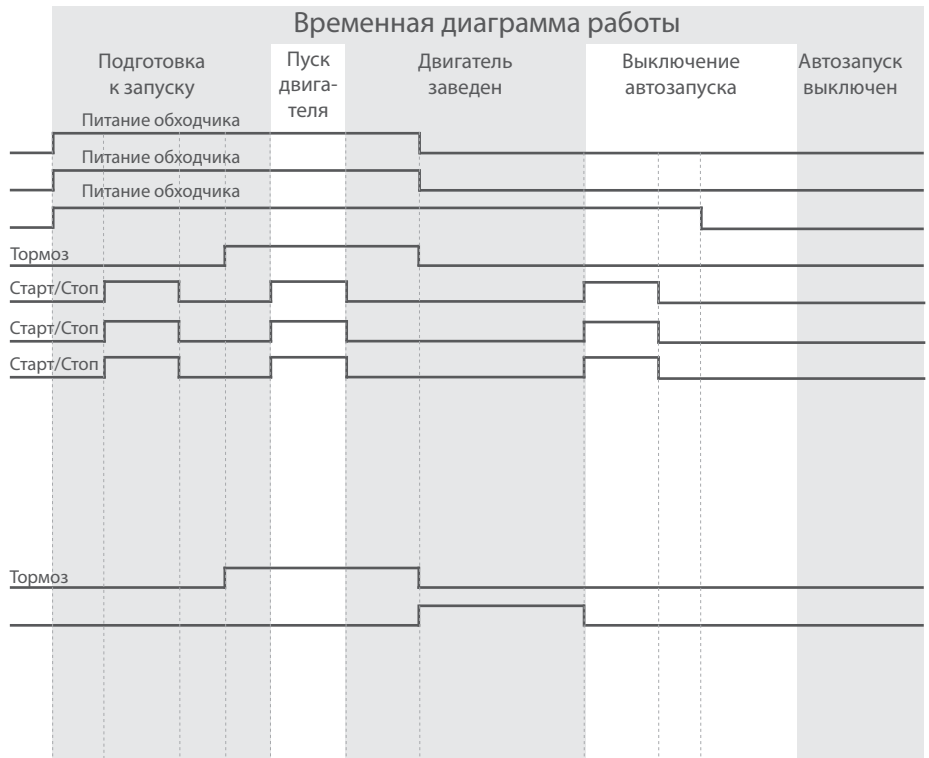 Временная диаграмма работы
Подготовка
к запуску
Пуск
двига-
теля
Двигатель
заведен
Выключение
автозапуска
Автозапуск
выключен
Питание обходчика
Питание обходчика
Питание обходчика
Тормоз
Старт/Стоп
Старт/Стоп
Старт/Стоп
Тормоз